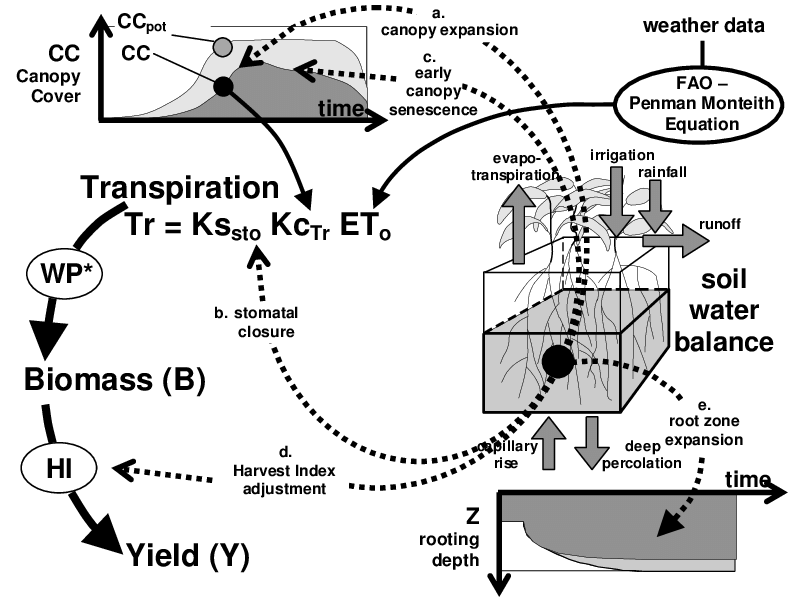 a.
canopy expansion
CCpot
CC
CC
Canopy
Cover
c.
early
canopy
senescence
time
weather data
FAO –
Penman Monteith
Equation
evapo-
transpiration
irrigation
rainfall
runoff
Transpiration
Tr = Kssto KcTr ETo
WP*
soil
water
balance
b. stomatal
closure
Biomass (B)
e.
root zone
expansion
capillary
rise
deep
percolation
d.
Harvest Index
adjustment
HI
time
Z
rooting
depth
Yield (Y)